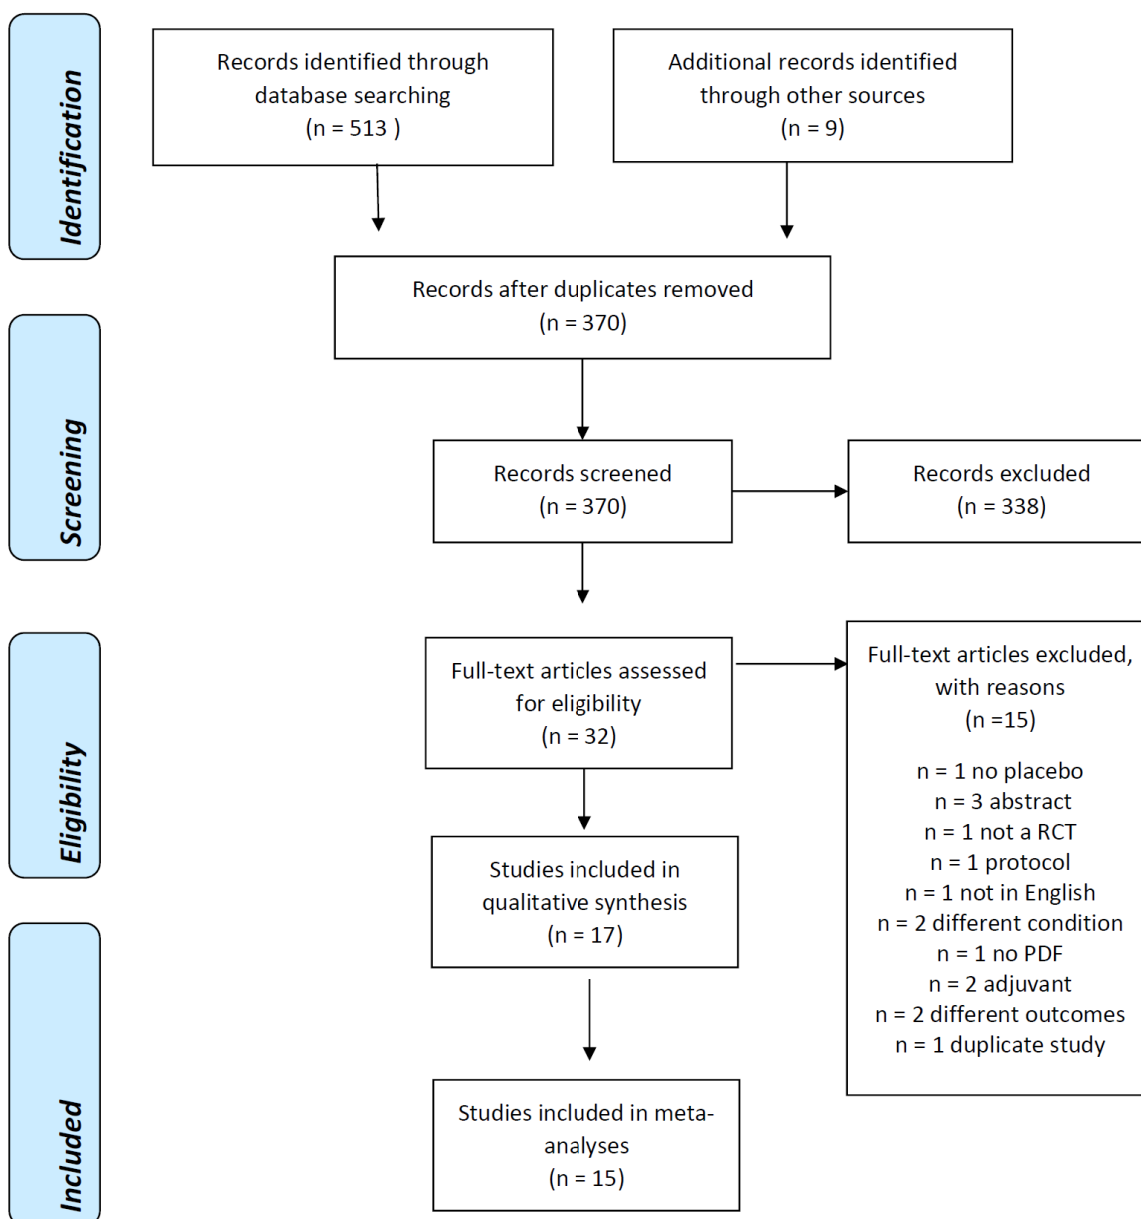 Identification
Records identified through
database searching
(n = 513 )
Additional records identified
through other sources
(n = 9)
Records after duplicates removed
(n = 370)
Screening
Records screened
(n = 370)
Records excluded
(n = 338)
Eligibility
Full-text articles assessed
for eligibility
(n = 32)
Full-text articles excluded,
with reasons
(n =15)
n = 1 no placebo
n = 3 abstract
n = 1 not a RCT
n = 1 protocol
n = 1 not in English
n = 2 different condition
n = 1 no PDF
n = 2 adjuvant
n = 2 different outcomes
n = 1 duplicate study
Studies included in
qualitative synthesis
(n = 17)
Included
Studies included in meta-
analyses
(n = 15)